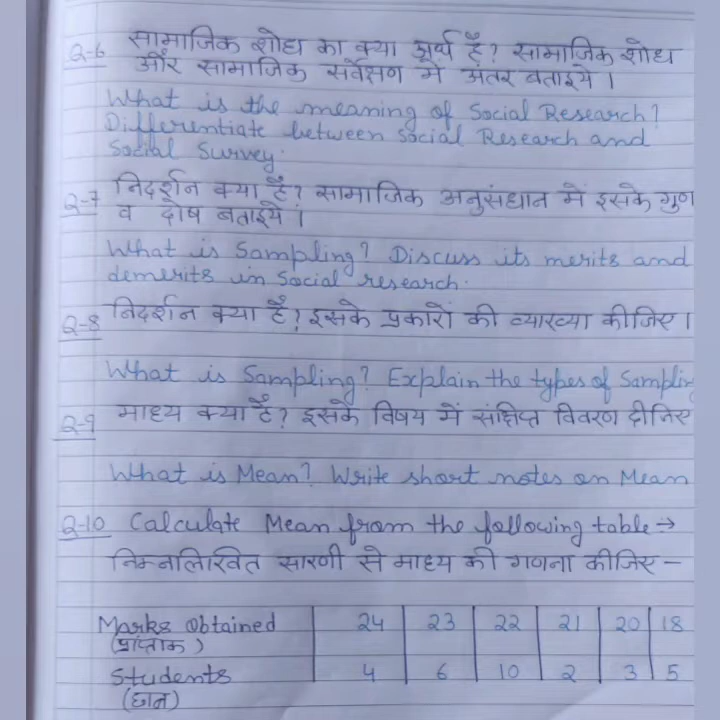 Q-6 सामाजिक शोध का क्या अर्थ है? सामाजिक शोध
और सामाजिक सर्वेक्षण में अंतर बताइये।
What is the meaning of Social Research?
Differentiate between social Research and
Social Survey.
Q-7 निदर्शन क्या है? सामाजिक अनुसंधान में इसके गुण
व दोष बताइये।
What is Sampling? Discuss its merits and
demerits in Social research.
Q-8 निदर्शन क्या है? इसके प्रकारों की व्याख्या कीजिए।
What is Sampling? Explain the types of Samplin
Q-9 माध्य क्या है? इसके विषय में संक्षिप्त विवरण दीजिए
What is Mean? Write short notes on Mean
Q-10 Calculate Mean from the following table→
निम्नलिखित सारणी से माध्य की गणना कीजिए -
Marks Obtained 24 23 22 21 20 18
(प्राप्तांक)
Students 4 6 10 2 3 5
(छात्र)